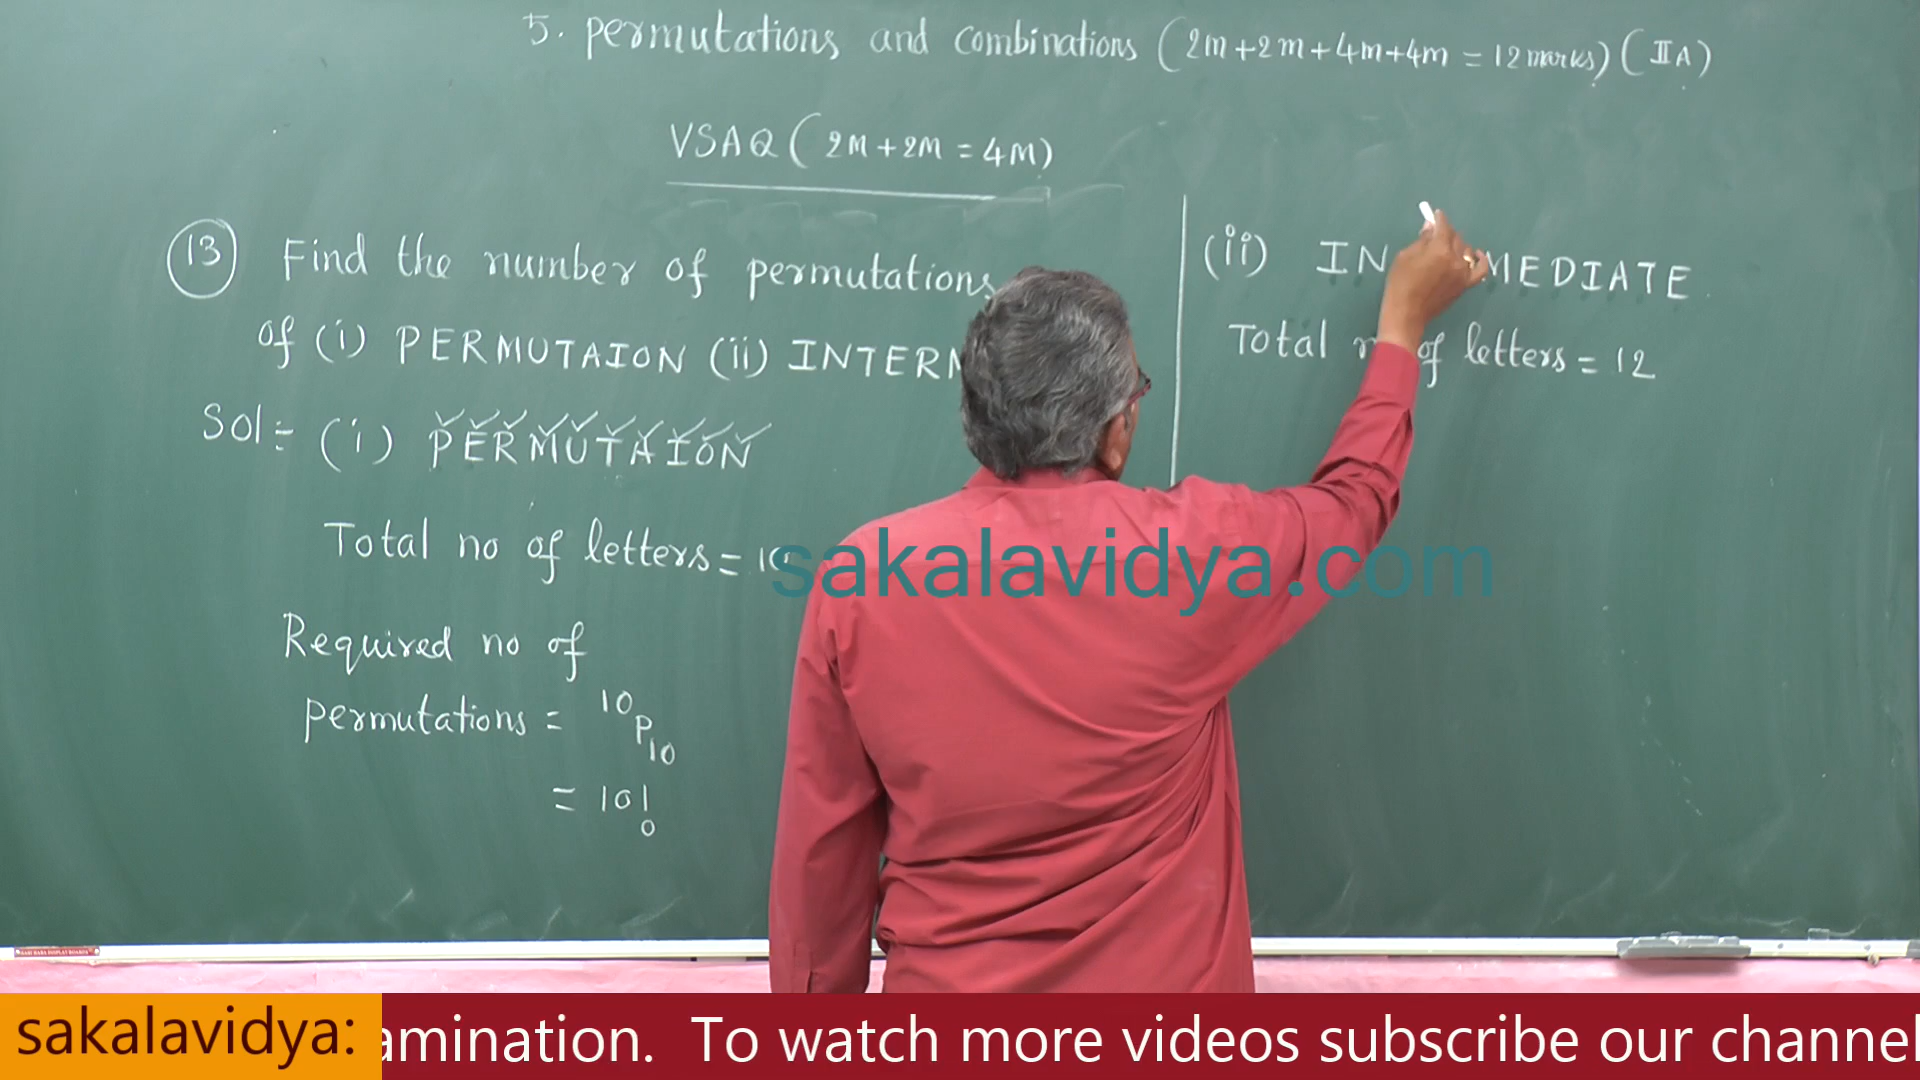 5. permutations and combinations (2m+2m+4m+4m = 12 marks) (IIA)
VSAQ (2M+2M = 4M)
13 Find the number of permutations
of (i) PERMUTAION (ii) INTERM
Sol:- (i) PERMUTAION
Total no of letters = 10
Required no of
permutations = 10P10
= 10!
(ii) IN MEDIATE
Total of letters = 12
sakalavidya.com
sakalavidya: amination. To watch more videos subscribe our channel